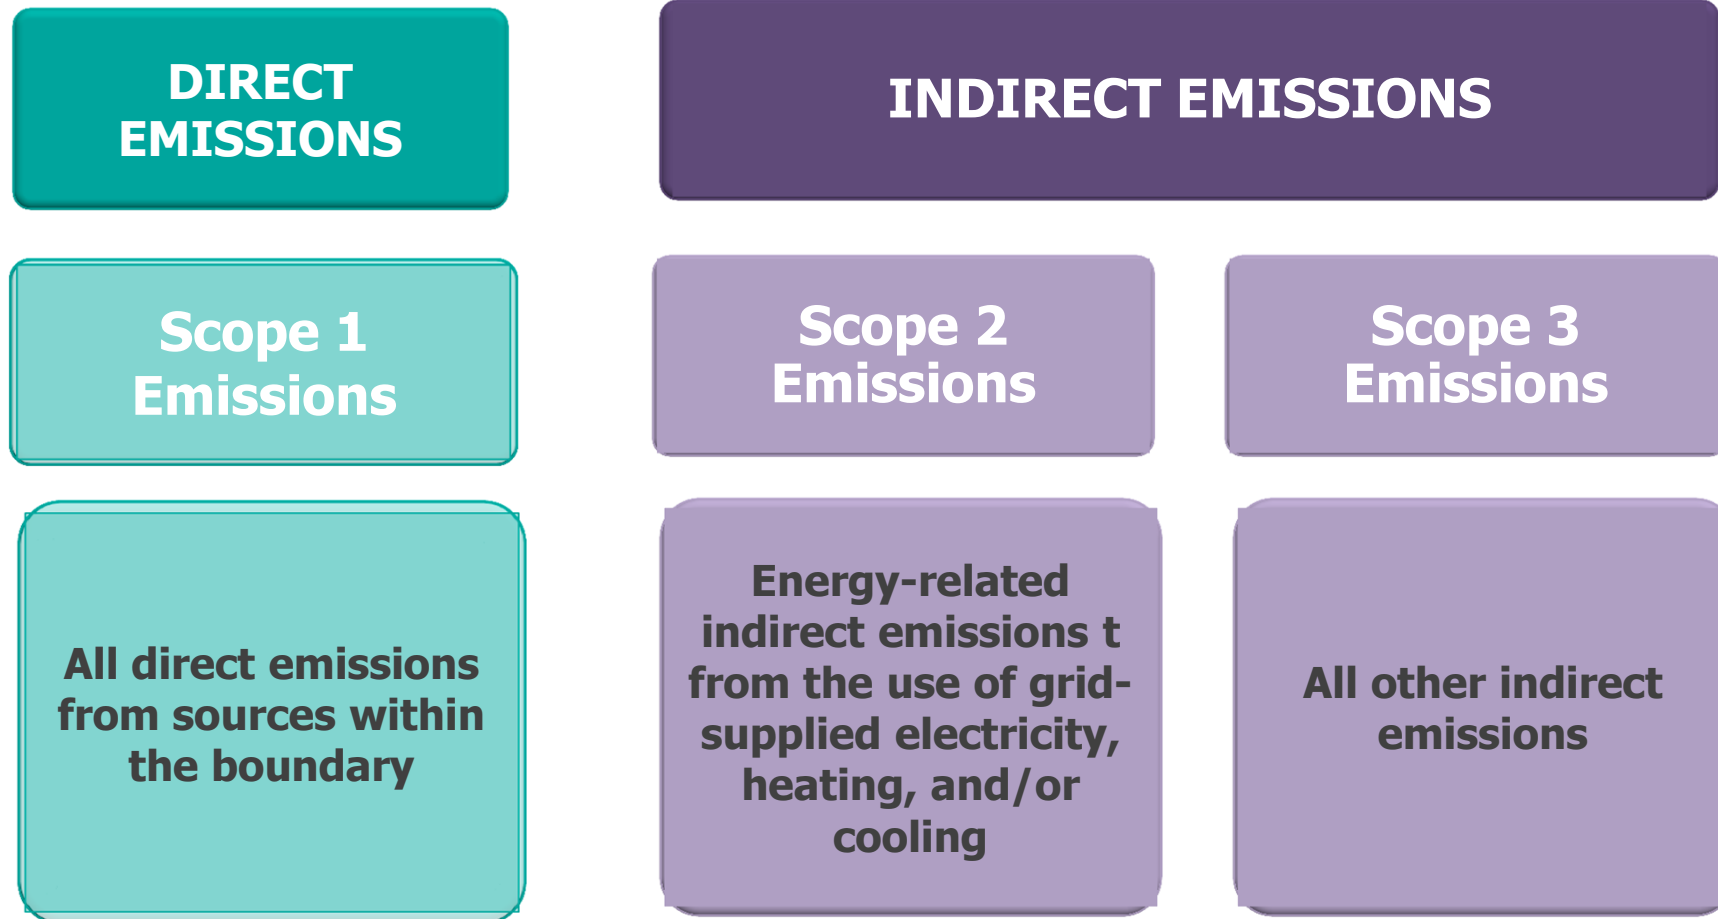 DIRECT
EMISSIONS
INDIRECT EMISSIONS
Scope 1
Emissions
Scope 2
Emissions
Scope 3
Emissions
All direct emissions
from sources within
the boundary
Energy-related
indirect emissions t
from the use of grid-
supplied electricity,
heating, and/or
cooling
All other indirect
emissions